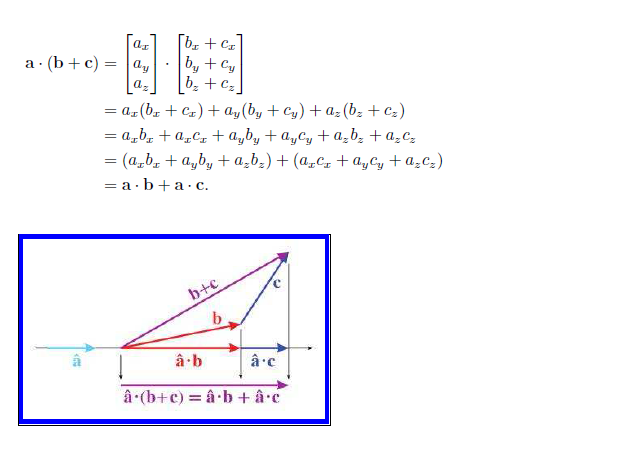 a · (b + c) = [a_x a_y a_z] · [b_x + c_x b_y + c_y b_z + c_z]
= a_x(b_x + c_x) + a_y(b_y + c_y) + a_z(b_z + c_z)
= a_xb_x + a_xc_x + a_yb_y + a_yc_y + a_zb_z + a_zc_z
= (a_xb_x + a_yb_y + a_zb_z) + (a_xc_x + a_yc_y + a_zc_z)
= a · b + a · c.
b+c
c
b
â
â·b
â·c
â·(b+c) = â·b + â·c